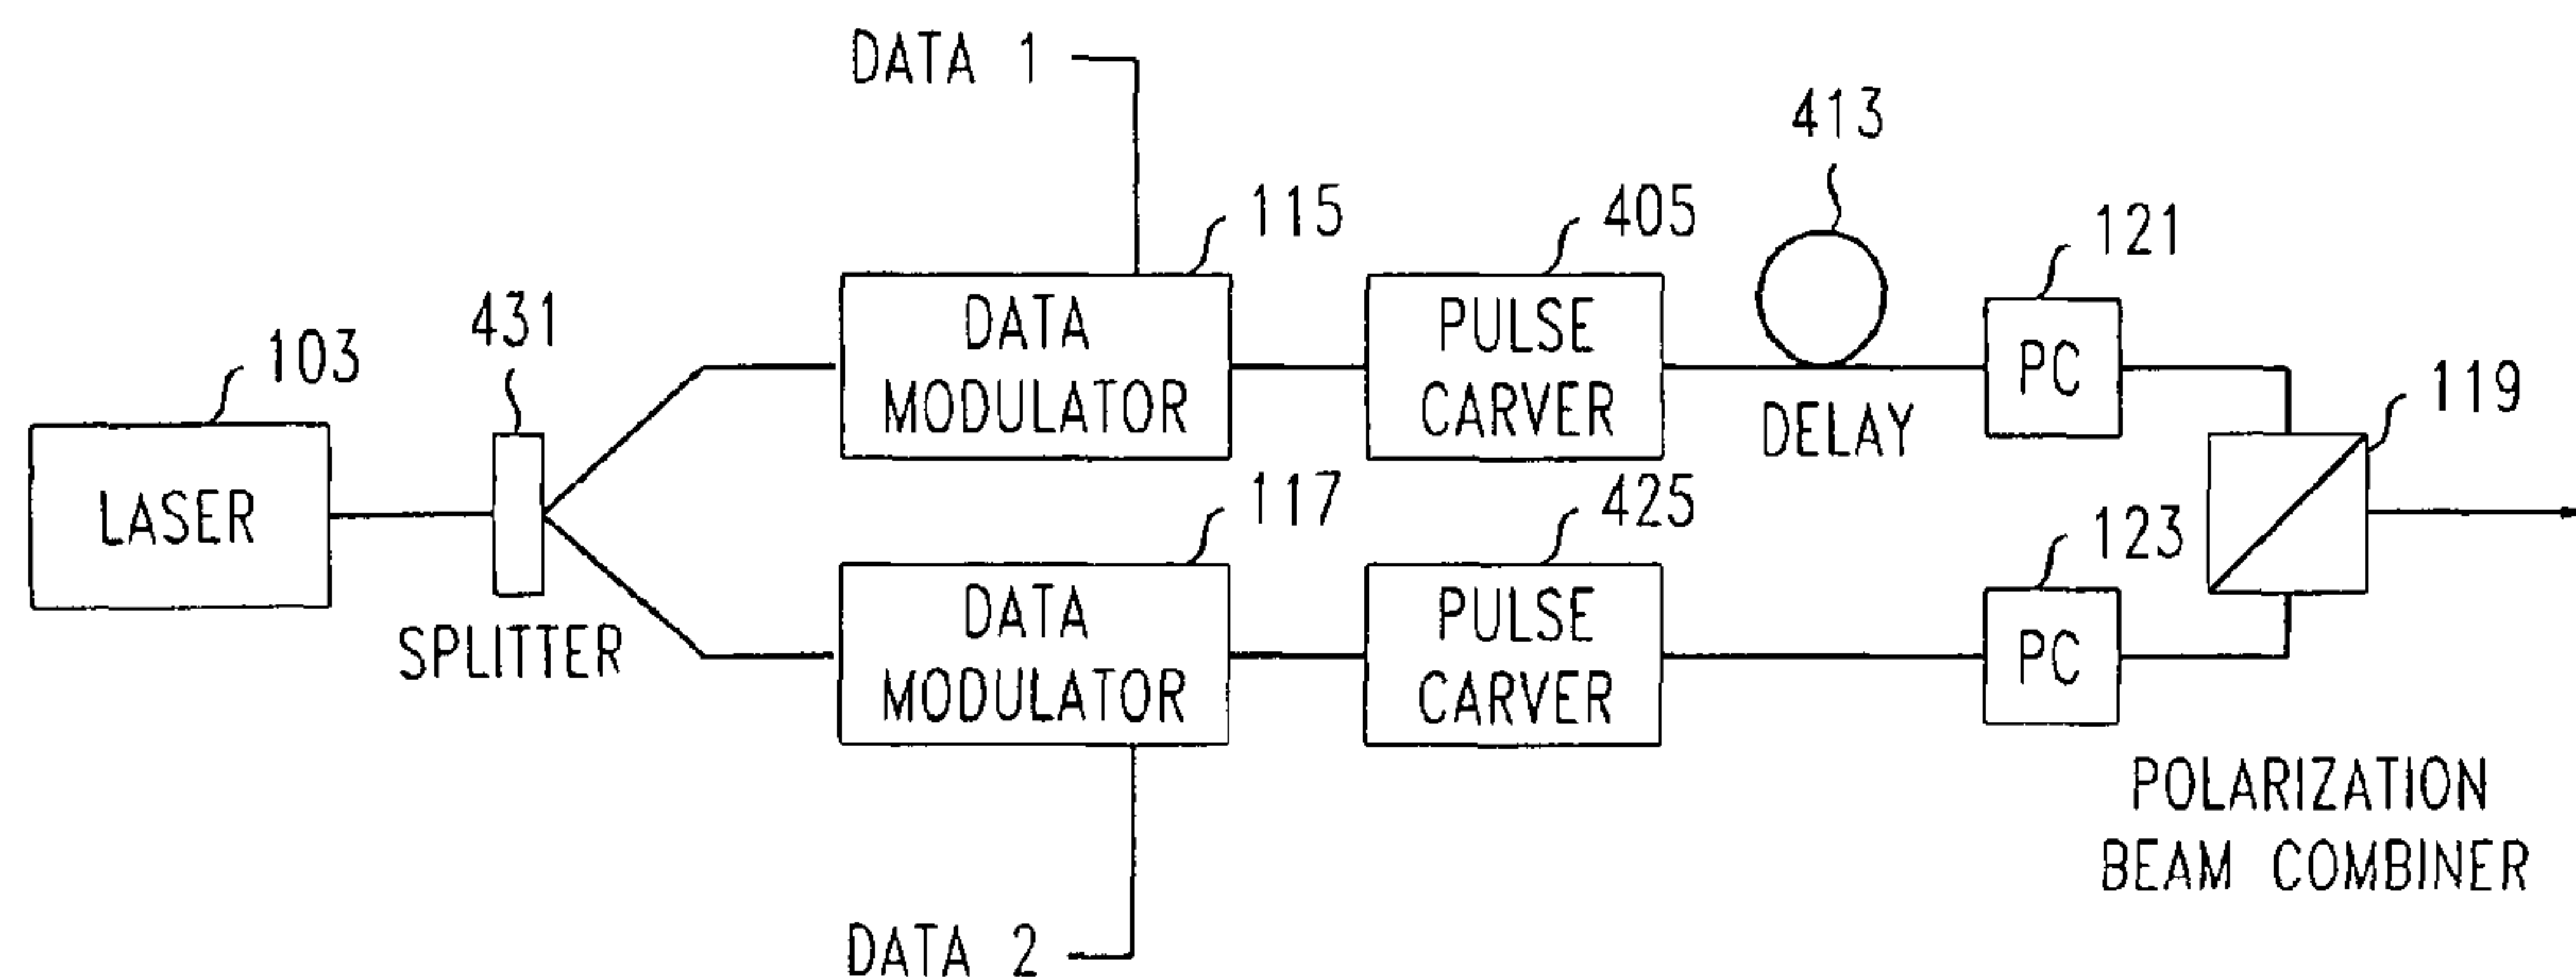 DATA 1
413
115
405
121
DATA
MODULATOR
PULSE
CARVER
431
103
PC
119
DELAY
LASER
117
425
123
SPLITTER
DATA
MODULATOR
PULSE
CARVER
PC
POLARIZATION
BEAM COMBINER
DATA 2